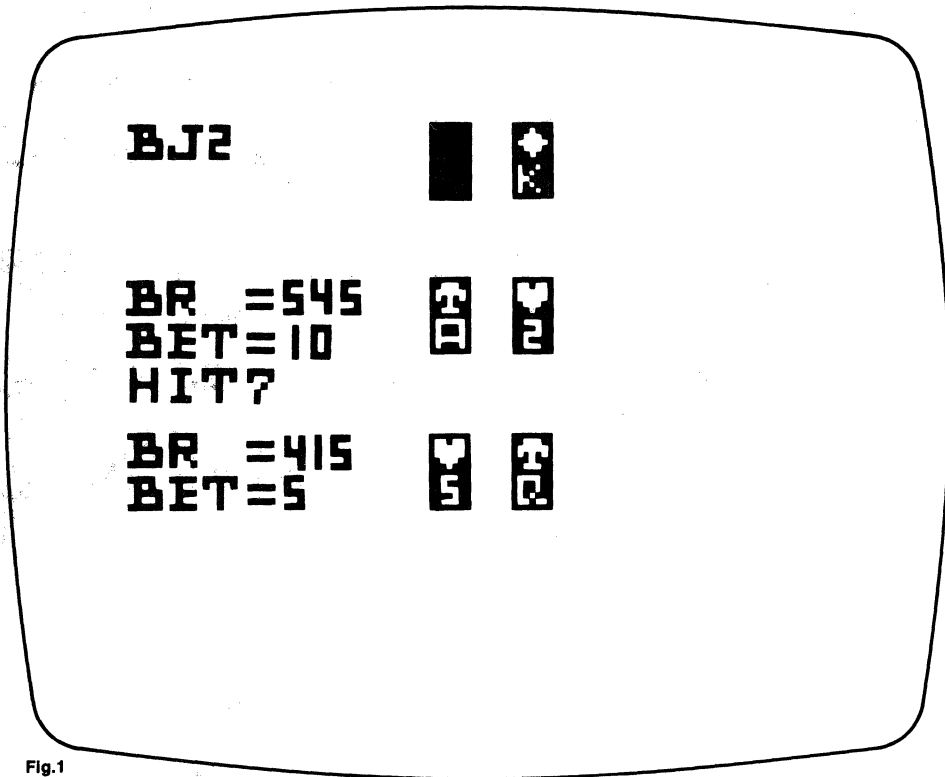 BJ2
K
BR =545
BET=10
HIT?
A 2
BR =415
BET=5
5 Q
Fig.1